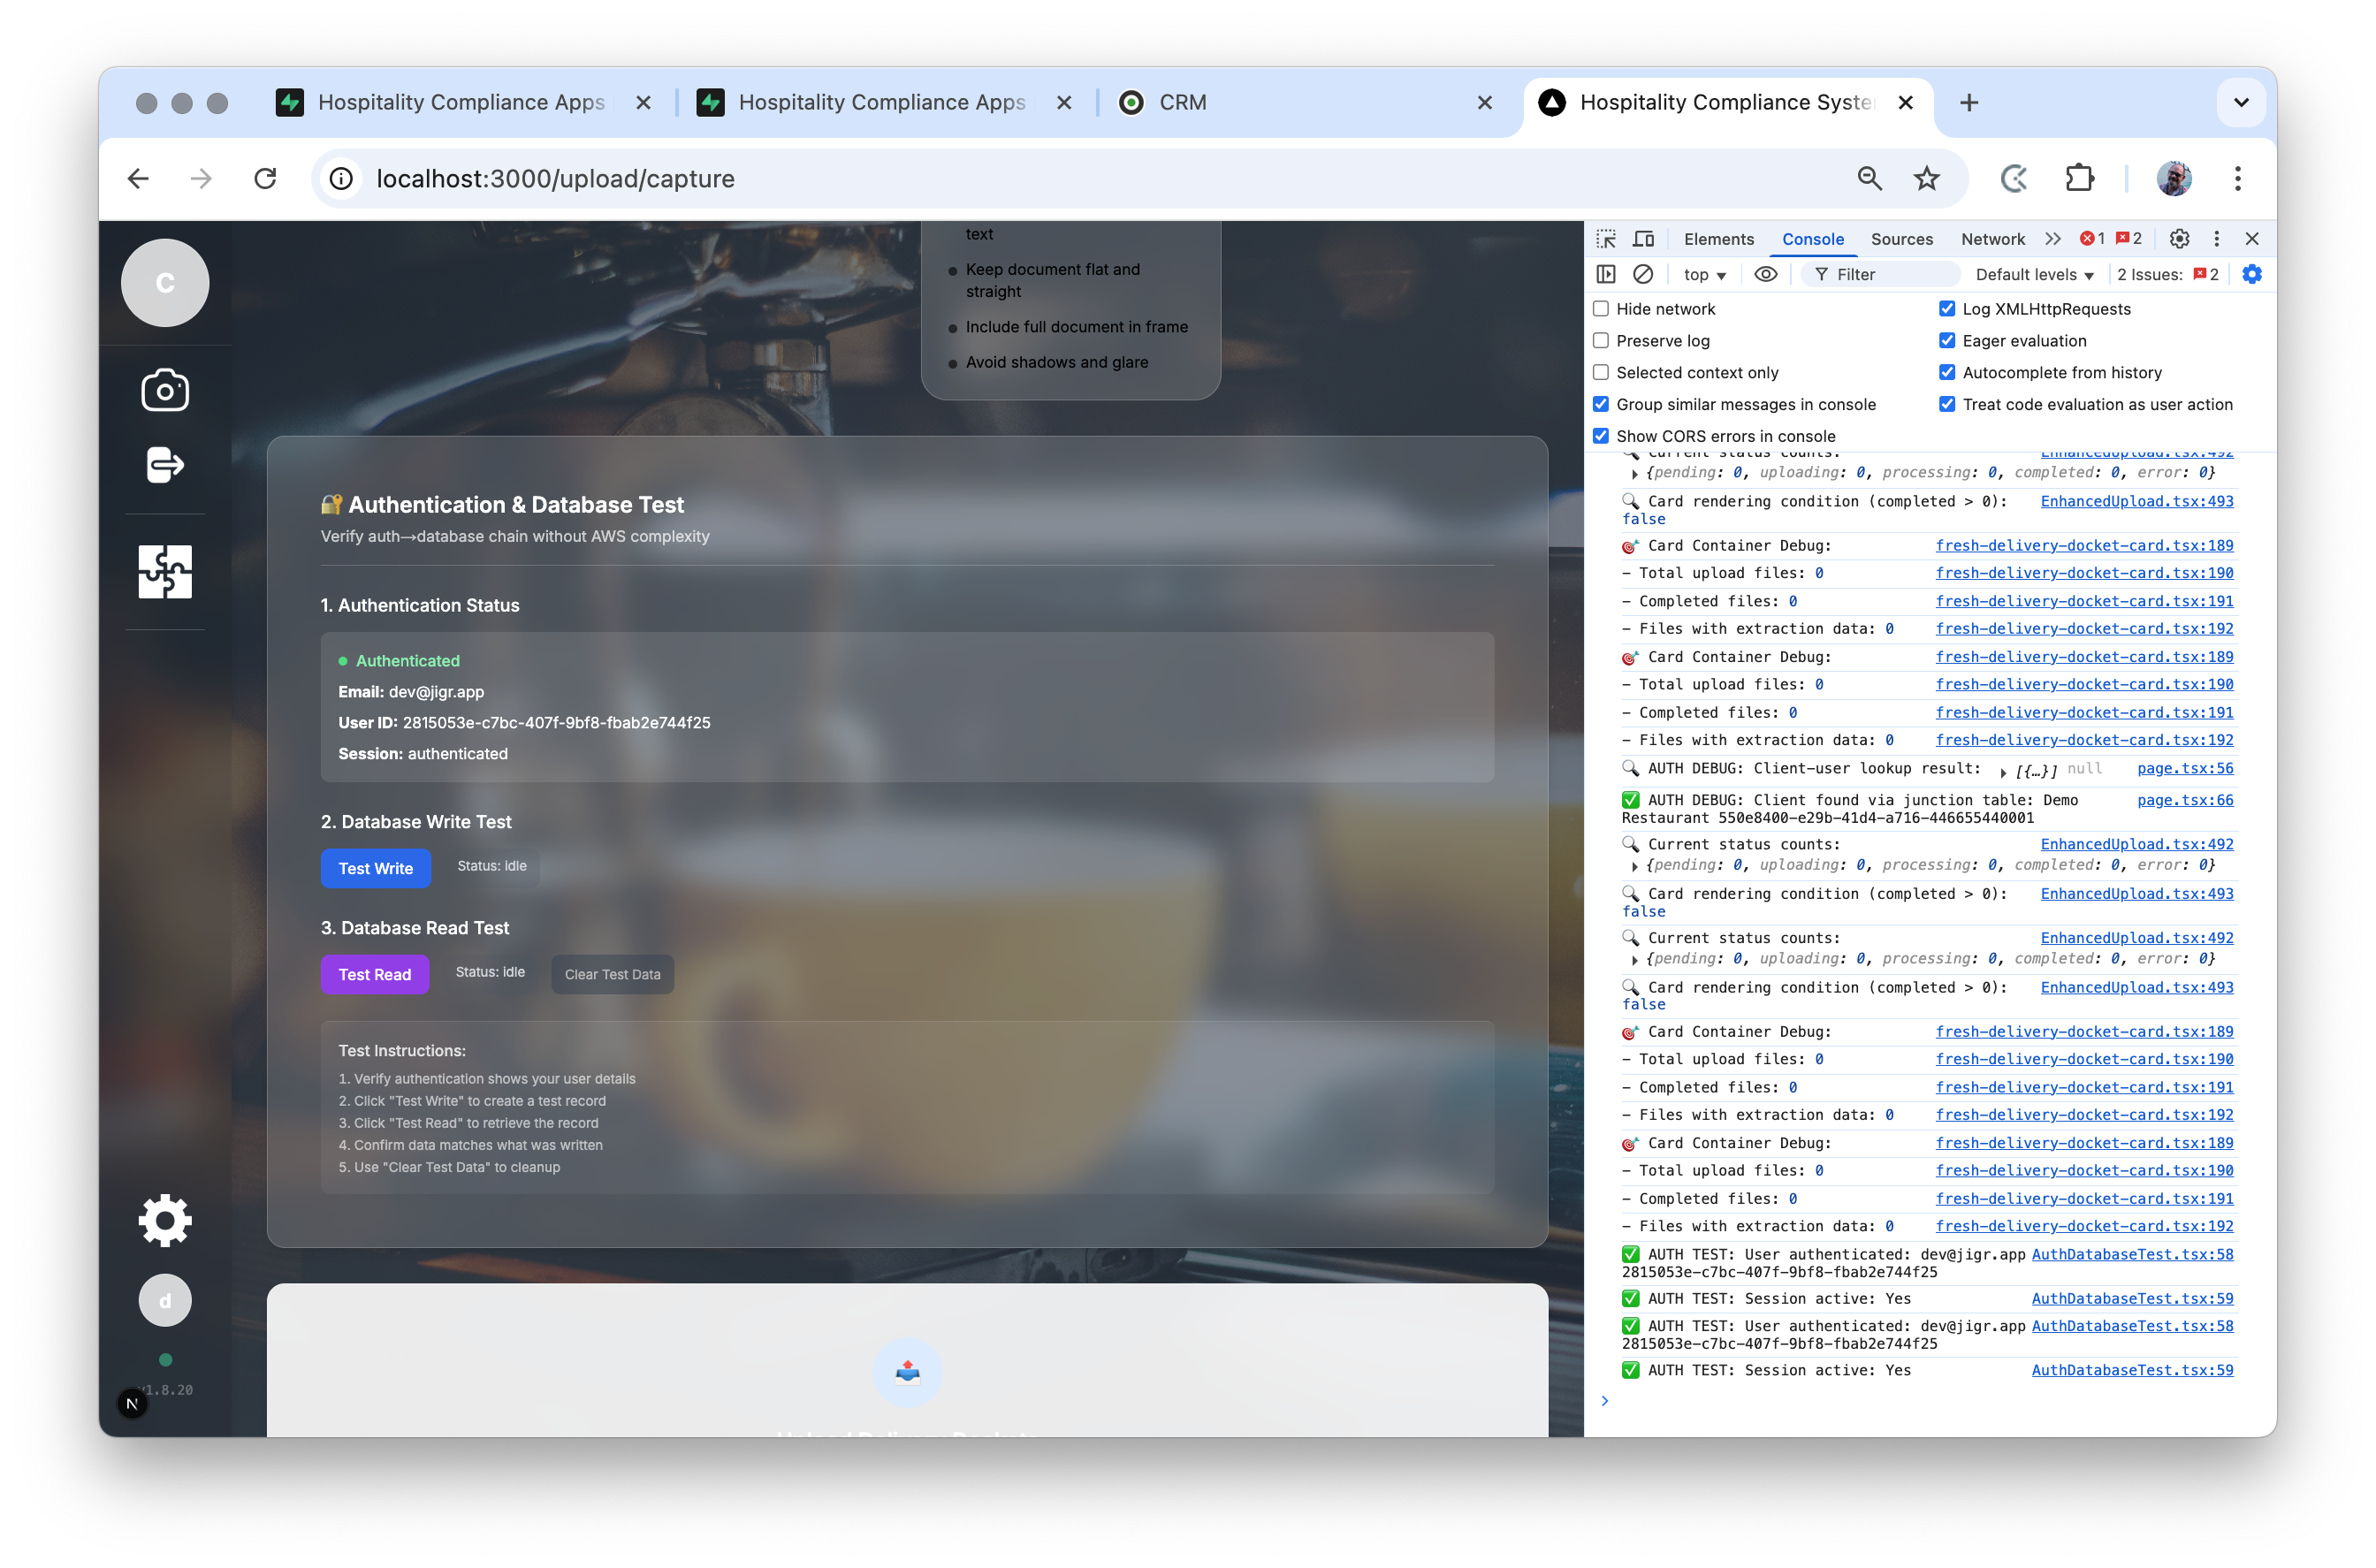 Hospitality Compliance Apps
Hospitality Compliance Apps
CRM
Hospitality Compliance Syste
localhost:3000/upload/capture
C
text
Keep document flat and
straight
Include full document in frame
Avoid shadows and glare
🔐 Authentication & Database Test
Verify auth→database chain without AWS complexity
1. Authentication Status
Authenticated
Email: dev@jigr.app
User ID: 2815053e-c7bc-407f-9bf8-fbab2e744f25
Session: authenticated
2. Database Write Test
Test Write Status: idle
3. Database Read Test
Test Read Status: idle Clear Test Data
Test Instructions:
1. Verify authentication shows your user details
2. Click "Test Write" to create a test record
3. Click "Test Read" to retrieve the record
4. Confirm data matches what was written
5. Use "Clear Test Data" to cleanup
d
v1.8.20
N
Elements Console Sources Network 1 2
top Filter Default levels 2 Issues: 2
Hide network Log XMLHttpRequests
Preserve log Eager evaluation
Selected context only Autocomplete from history
Group similar messages in console Treat code evaluation as user action
Show CORS errors in console
🔍 Current status counts: EnhancedUpload.tsx:492
{pending: 0, uploading: 0, processing: 0, completed: 0, error: 0}
🔍 Card rendering condition (completed > 0): EnhancedUpload.tsx:493
false
🎯 Card Container Debug: fresh-delivery-docket-card.tsx:189
– Total upload files: 0 fresh-delivery-docket-card.tsx:190
– Completed files: 0 fresh-delivery-docket-card.tsx:191
– Files with extraction data: 0 fresh-delivery-docket-card.tsx:192
🎯 Card Container Debug: fresh-delivery-docket-card.tsx:189
– Total upload files: 0 fresh-delivery-docket-card.tsx:190
– Completed files: 0 fresh-delivery-docket-card.tsx:191
– Files with extraction data: 0 fresh-delivery-docket-card.tsx:192
🔍 AUTH DEBUG: Client-user lookup result: [{…}] null page.tsx:56
✅ AUTH DEBUG: Client found via junction table: Demo page.tsx:66
Restaurant 550e8400-e29b-41d4-a716-446655440001
🔍 Current status counts: EnhancedUpload.tsx:492
{pending: 0, uploading: 0, processing: 0, completed: 0, error: 0}
🔍 Card rendering condition (completed > 0): EnhancedUpload.tsx:493
false
🔍 Current status counts: EnhancedUpload.tsx:492
{pending: 0, uploading: 0, processing: 0, completed: 0, error: 0}
🔍 Card rendering condition (completed > 0): EnhancedUpload.tsx:493
false
🎯 Card Container Debug: fresh-delivery-docket-card.tsx:189
– Total upload files: 0 fresh-delivery-docket-card.tsx:190
– Completed files: 0 fresh-delivery-docket-card.tsx:191
– Files with extraction data: 0 fresh-delivery-docket-card.tsx:192
🎯 Card Container Debug: fresh-delivery-docket-card.tsx:189
– Total upload files: 0 fresh-delivery-docket-card.tsx:190
– Completed files: 0 fresh-delivery-docket-card.tsx:191
– Files with extraction data: 0 fresh-delivery-docket-card.tsx:192
✅ AUTH TEST: User authenticated: dev@jigr.app AuthDatabaseTest.tsx:58
2815053e-c7bc-407f-9bf8-fbab2e744f25
✅ AUTH TEST: Session active: Yes AuthDatabaseTest.tsx:59
✅ AUTH TEST: User authenticated: dev@jigr.app AuthDatabaseTest.tsx:58
2815053e-c7bc-407f-9bf8-fbab2e744f25
✅ AUTH TEST: Session active: Yes AuthDatabaseTest.tsx:59